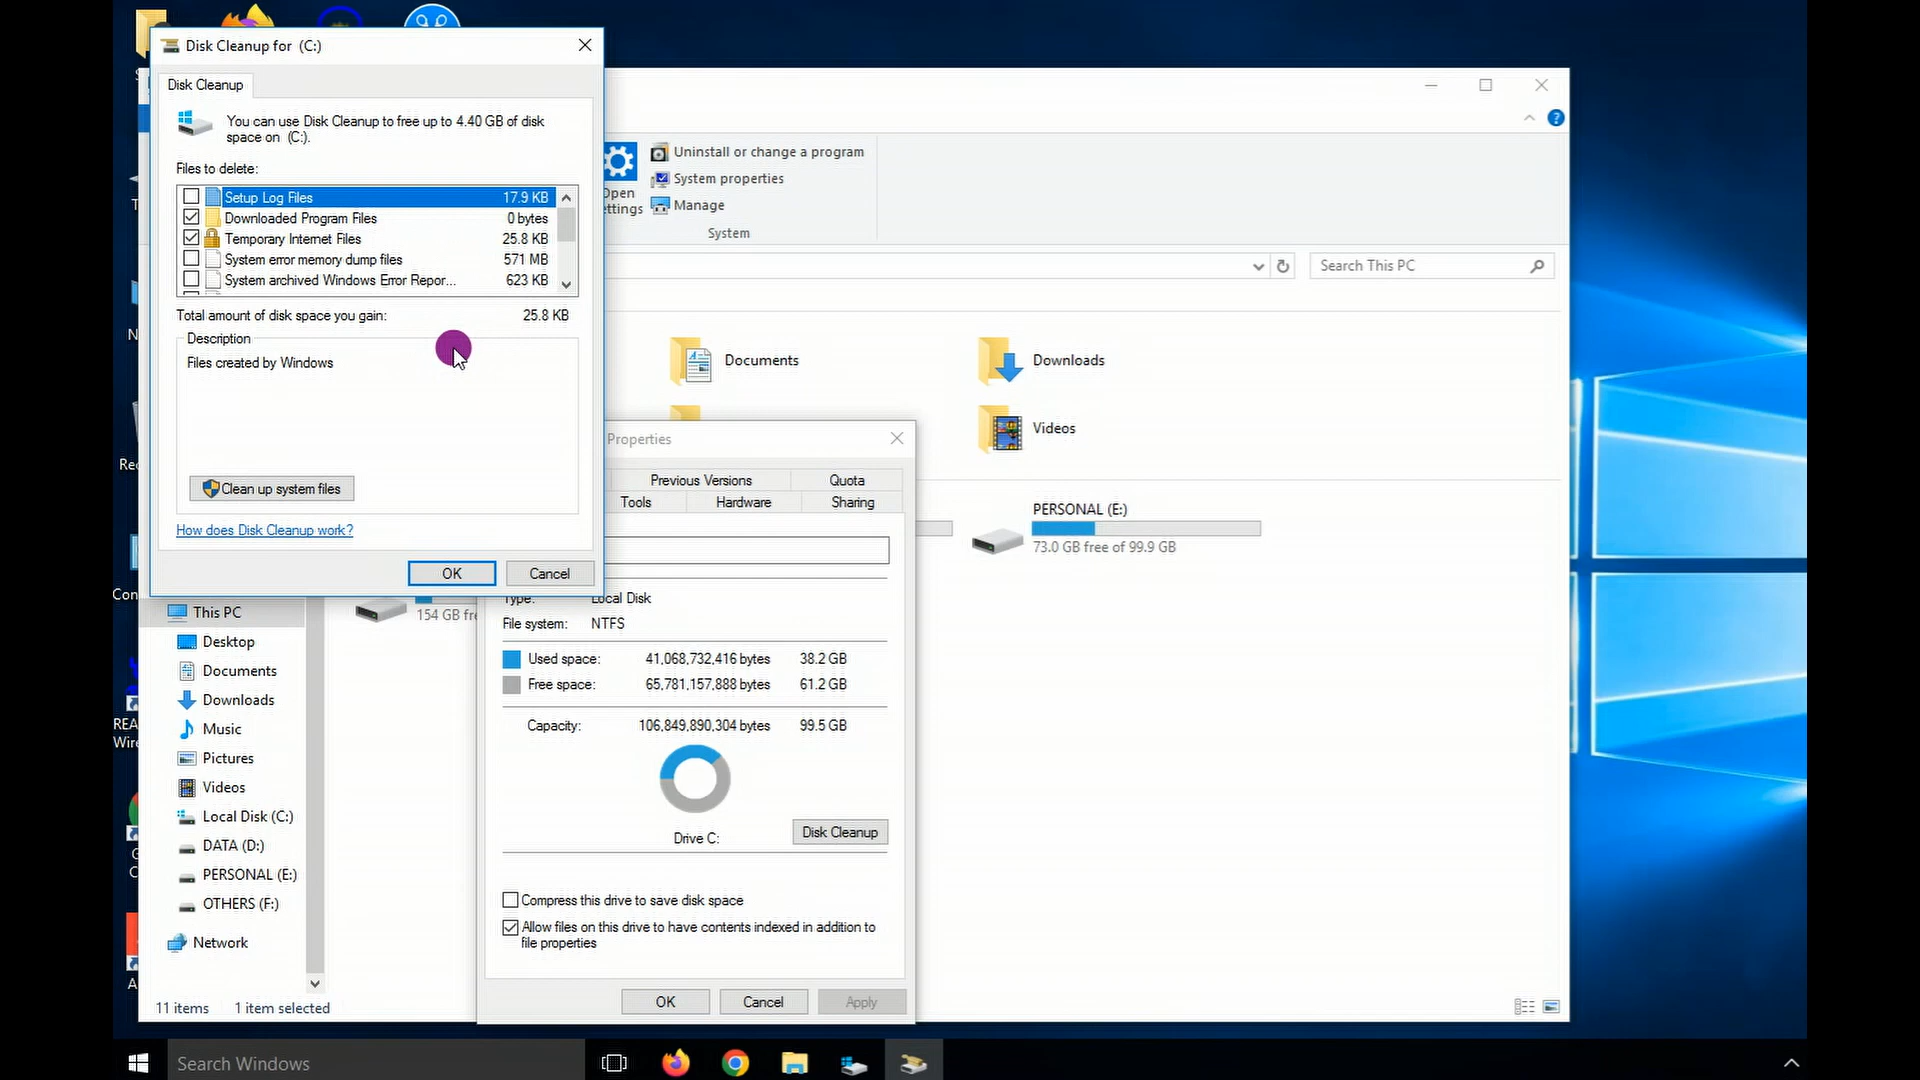 Disk Cleanup for (C:)
Disk Cleanup
You can use Disk Cleanup to free up to 4.40 GB of disk
space on (C:).
Files to delete:
Setup Log Files 17.9 KB
Downloaded Program Files 0 bytes
Temporary Internet Files 25.8 KB
System error memory dump files 571 MB
System archived Windows Error Repor... 623 KB
Total amount of disk space you gain: 25.8 KB
Description
Files created by Windows
Clean up system files
How does Disk Cleanup work?
OK Cancel
Uninstall or change a program
System properties
Manage
System
Search This PC
Documents
Downloads
Videos
PERSONAL (E:)
73.0 GB free of 99.9 GB
154 GB fre
Properties
Previous Versions Quota
Tools Hardware Sharing
Type: Local Disk
File system: NTFS
Used space: 41,068,732,416 bytes 38.2 GB
Free space: 65,781,157,888 bytes 61.2 GB
Capacity: 106,849,890,304 bytes 99.5 GB
Drive C:
Disk Cleanup
Compress this drive to save disk space
Allow files on this drive to have contents indexed in addition to
file properties
OK Cancel Apply
This PC
Desktop
Documents
Downloads
Music
Pictures
Videos
Local Disk (C:)
DATA (D:)
PERSONAL (E:)
OTHERS (F:)
Network
11 items 1 item selected
Search Windows